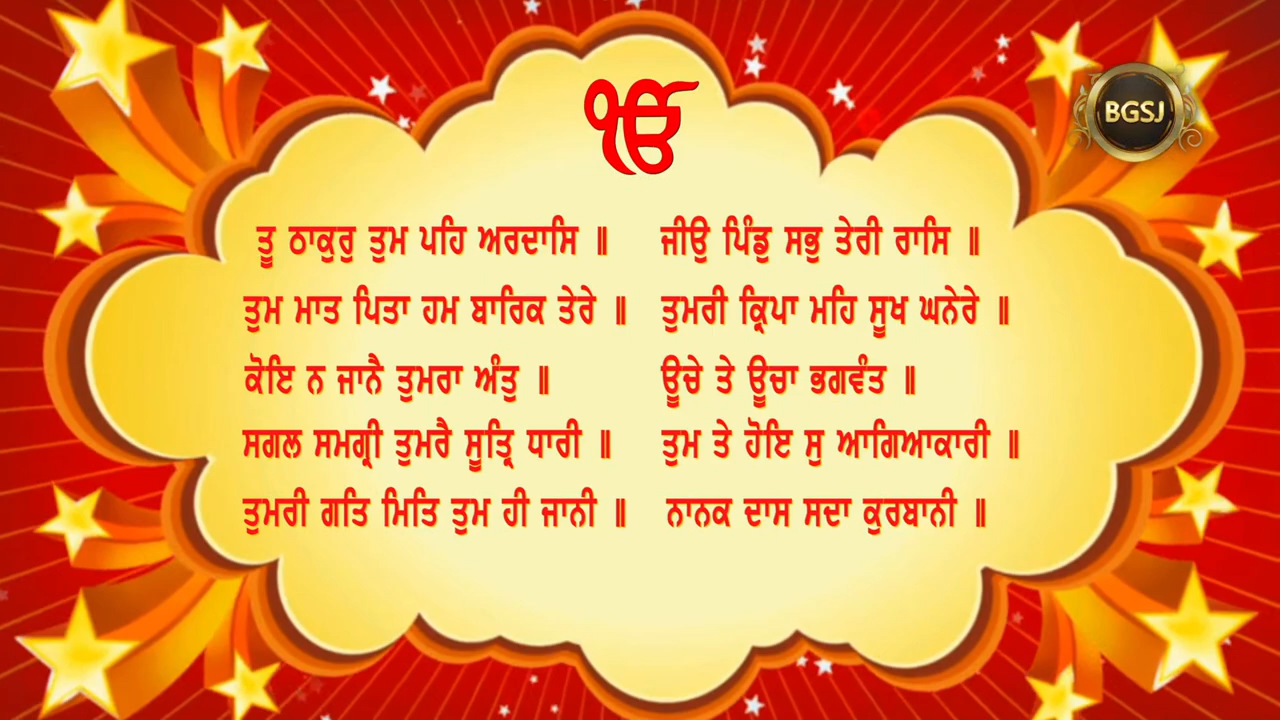 ੴ
BGSJ
ਤੂ ਠਾਕੁਰੁ ਤੁਮ ਪਹਿ ਅਰਦਾਸਿ ॥ ਜੀਉ ਪਿੰਡੁ ਸਭੁ ਤੇਰੀ ਰਾਸਿ ॥
ਤੁਮ ਮਾਤ ਪਿਤਾ ਹਮ ਬਾਰਿਕ ਤੇਰੇ ॥ ਤੁਮਰੀ ਕ੍ਰਿਪਾ ਮਹਿ ਸੂਖ ਘਨੇਰੇ ॥
ਕੋਇ ਨ ਜਾਨੈ ਤੁਮਰਾ ਅੰਤੁ ॥ ਊਚੇ ਤੇ ਊਚਾ ਭਗਵੰਤ ॥
ਸਗਲ ਸਮਗ੍ਰੀ ਤੁਮਰੈ ਸੂਤ੍ਰਿ ਧਾਰੀ ॥ ਤੁਮ ਤੇ ਹੋਇ ਸੁ ਆਗਿਆਕਾਰੀ ॥
ਤੁਮਰੀ ਗਤਿ ਮਿਤਿ ਤੁਮ ਹੀ ਜਾਨੀ ॥ ਨਾਨਕ ਦਾਸ ਸਦਾ ਕੁਰਬਾਨੀ ॥